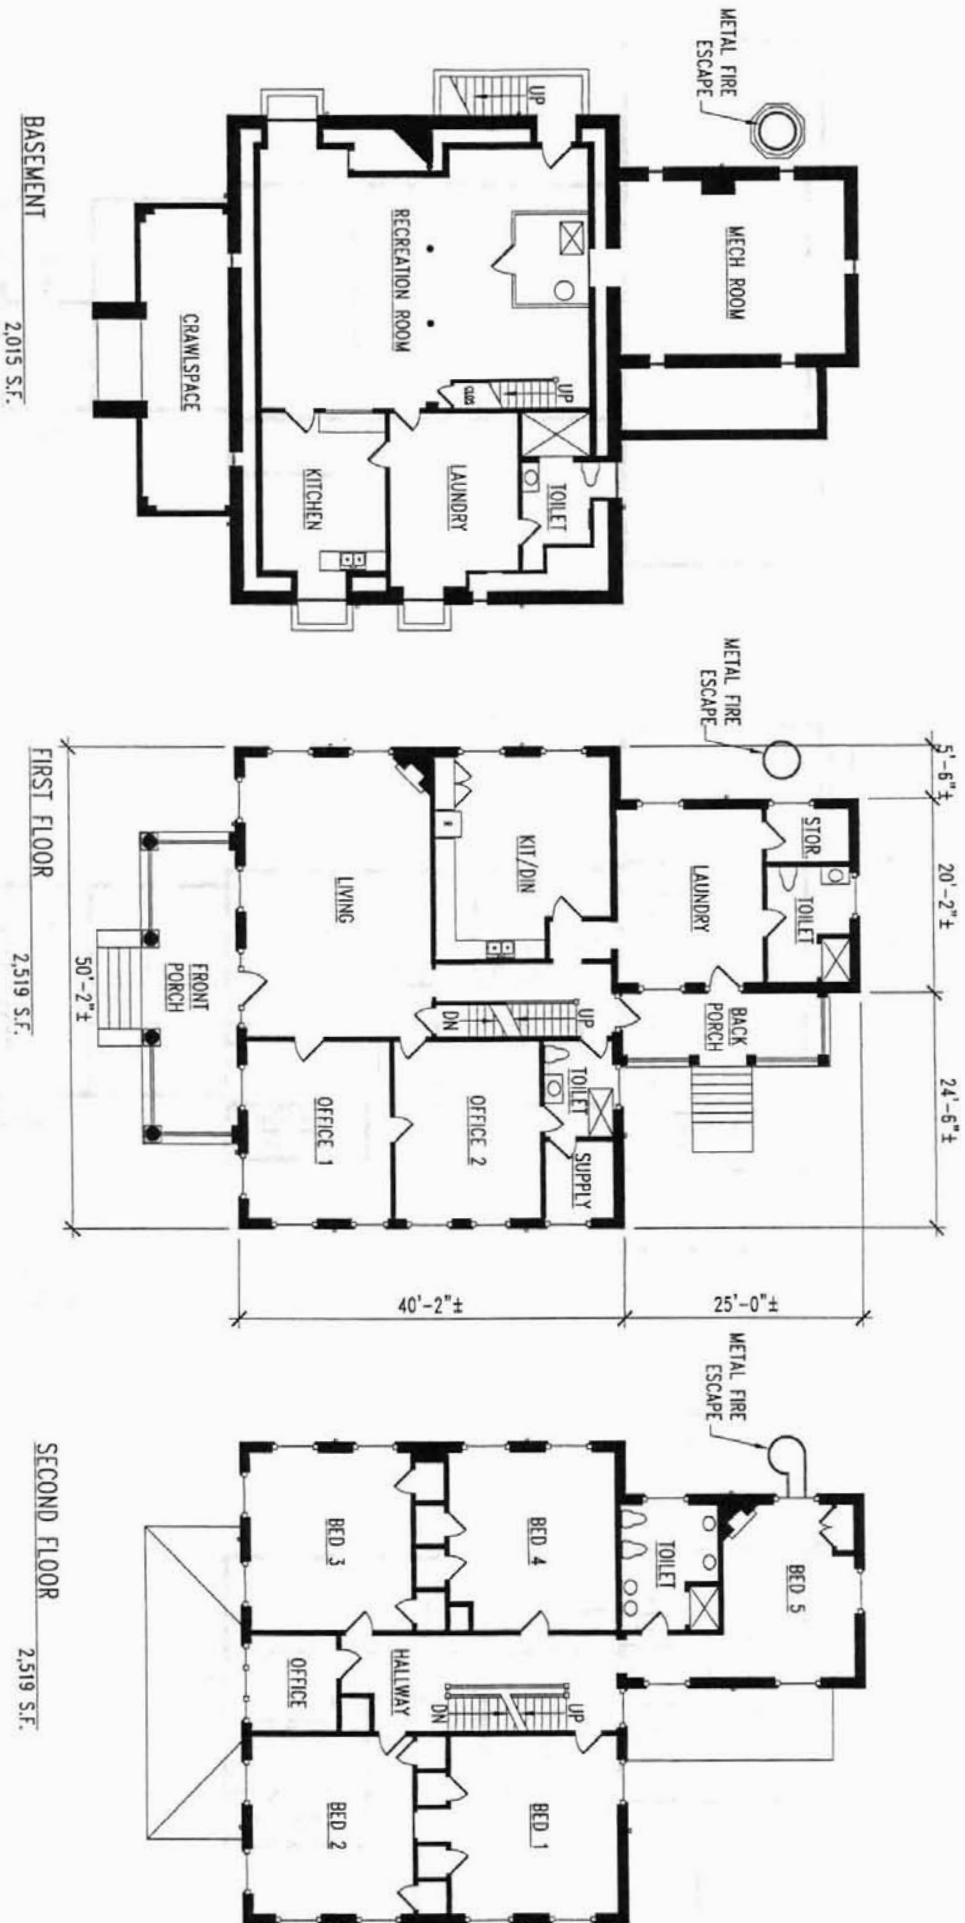 METAL FIRE
ESCAPE
UP
MECH ROOM
RECREATION ROOM
UP
CLOS
CRAWLSPACE
KITCHEN
LAUNDRY
TOILET
BASEMENT
2,015 S.F.
METAL FIRE
ESCAPE
5'-6"±
20'-2"±
24'-6"±
STOR.
TOILET
LAUNDRY
KIT/DIN
LIVING
BACK
PORCH
UP
DN
FRONT
PORCH
TOILET
SUPPLY
OFFICE 2
OFFICE 1
50'-2"±
40'-2"±
25'-0"±
FIRST FLOOR
2,519 S.F.
METAL FIRE
ESCAPE
BED 5
TOILET
BED 4
BED 3
HALLWAY
OFFICE
UP
DN
BED 1
BED 2
SECOND FLOOR
2,519 S.F.